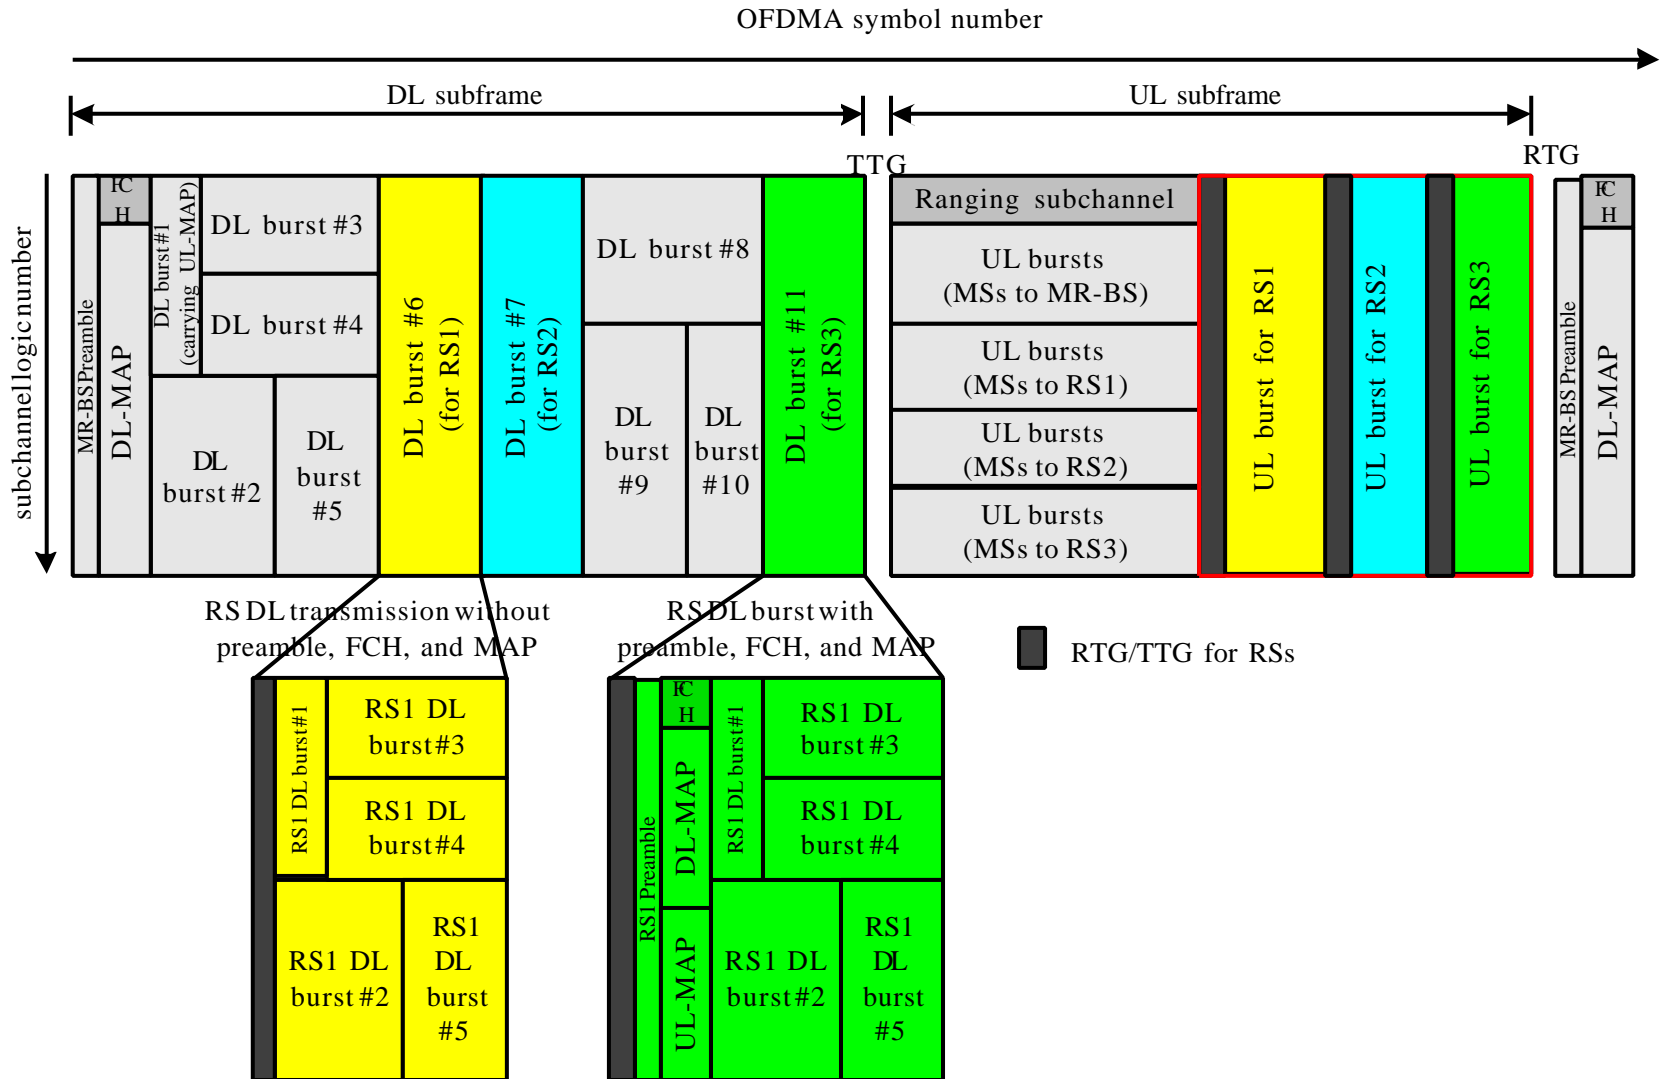 OFDMA symbol number
DL subframe
UL subframe
TTG
RTG
subchannel logic number
MR-BS Preamble
FC
H
DL-MAP
DL burst #1
(carrying UL-MAP)
DL burst #3
DL burst #4
DL
burst #2
DL
burst
#5
DL burst #6
(for RS1)
DL burst #7
(for RS2)
DL burst #8
DL
burst
#9
DL
burst
#10
DL burst #11
(for RS3)
Ranging subchannel
UL bursts
(MSs to MR-BS)
UL bursts
(MSs to RS1)
UL bursts
(MSs to RS2)
UL bursts
(MSs to RS3)
UL burst for RS1
UL burst for RS2
UL burst for RS3
MR-BS Preamble
FC
H
DL-MAP
RS DL transmission without
preamble, FCH, and MAP
RS DL burst with
preamble, FCH, and MAP
RTG/TTG for RSs
RS1 DL burst #1
RS1 DL
burst #3
RS1 DL
burst #4
RS1 DL
burst #2
RS1
DL
burst
#5
RS1 Preamble
FC
H
DL-MAP
UL-MAP
RS1 DL burst #1
RS1 DL
burst #3
RS1 DL
burst #4
RS1 DL
burst #2
RS1
DL
burst
#5